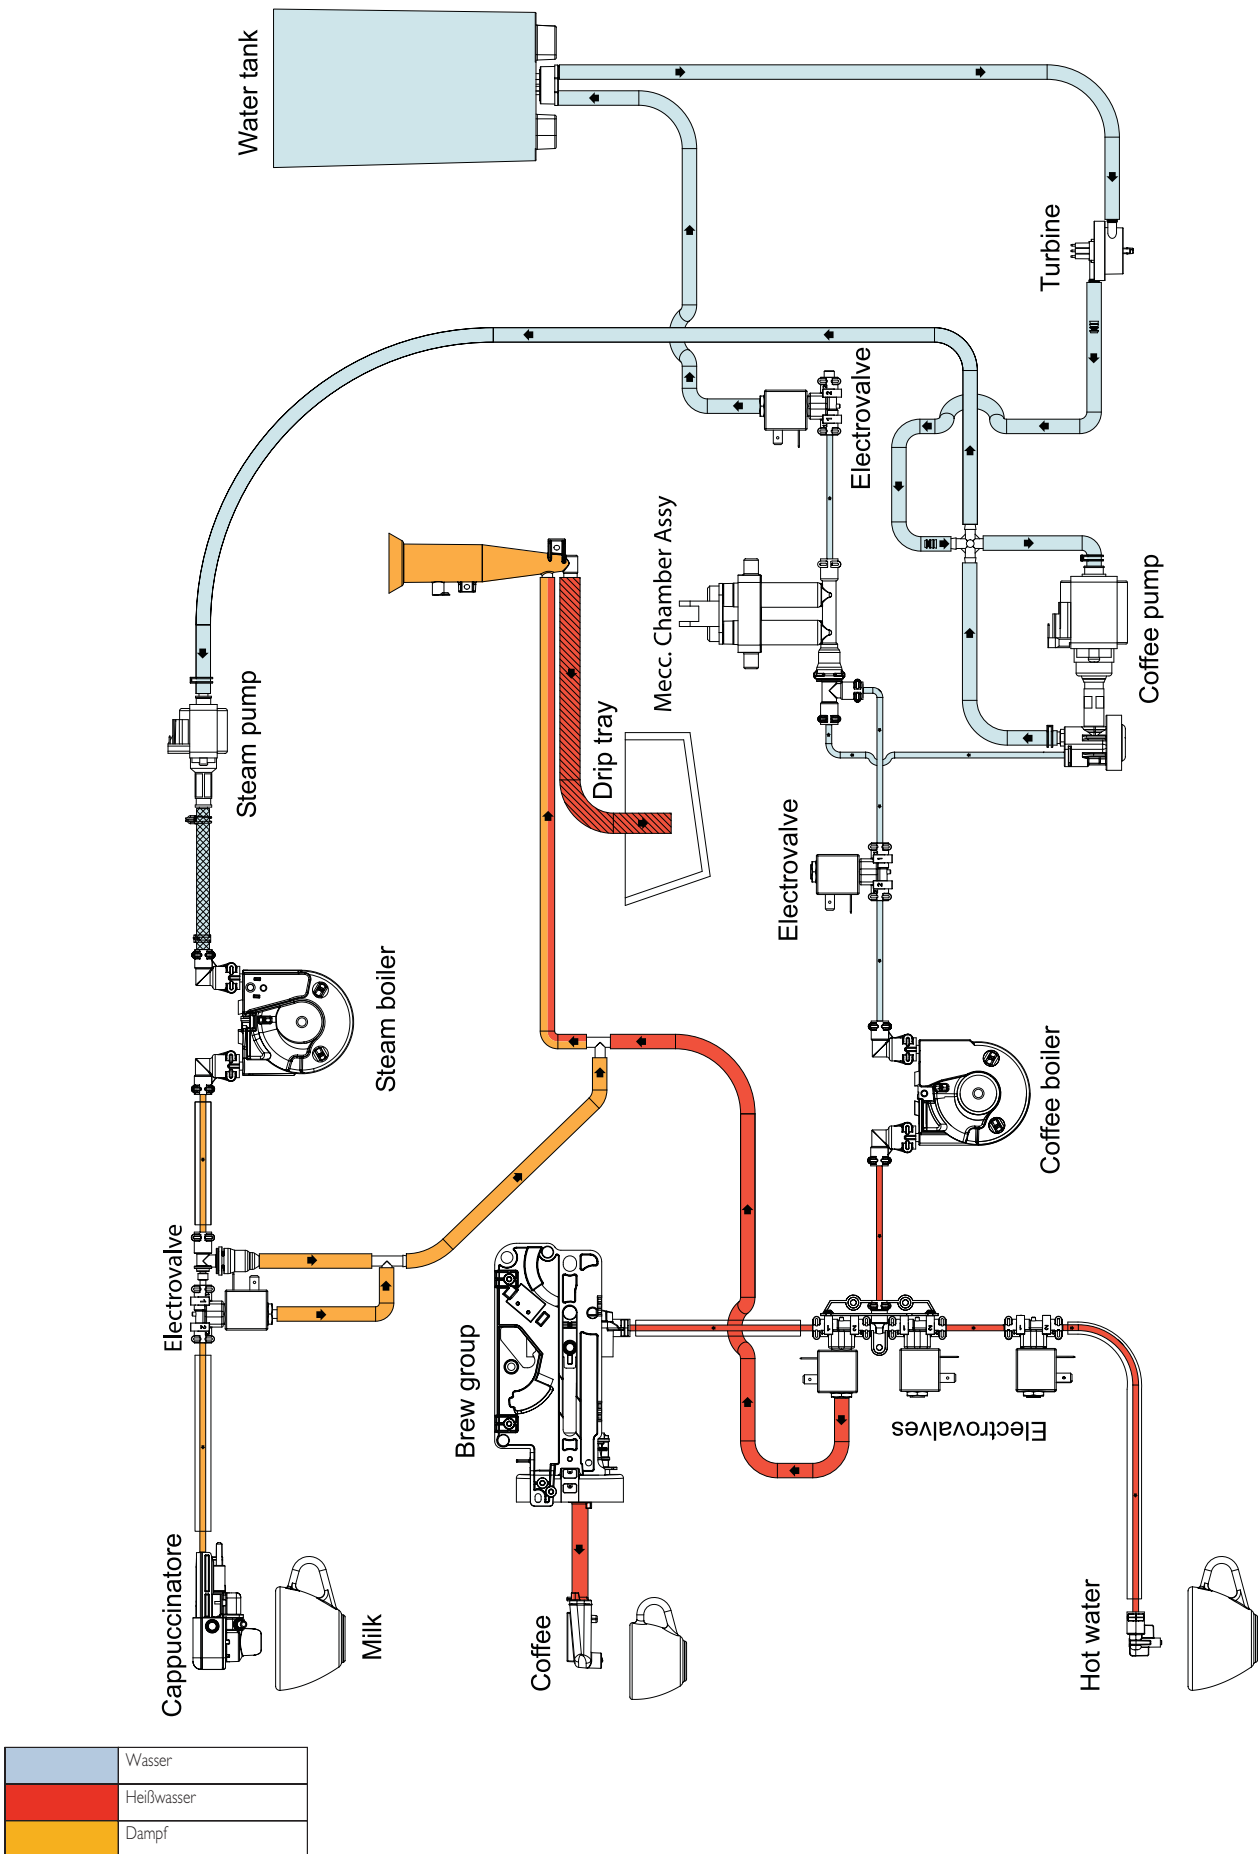 Water tank
Turbine
Electrovalve
Mecc. Chamber Assy
Coffee pump
Steam pump
Drip tray
Electrovalve
Steam boiler
Coffee boiler
Electrovalve
Brew group
Electrovalves
Cappuccinatore
Milk
Coffee
Hot water
Wasser
Heißwasser
Dampf